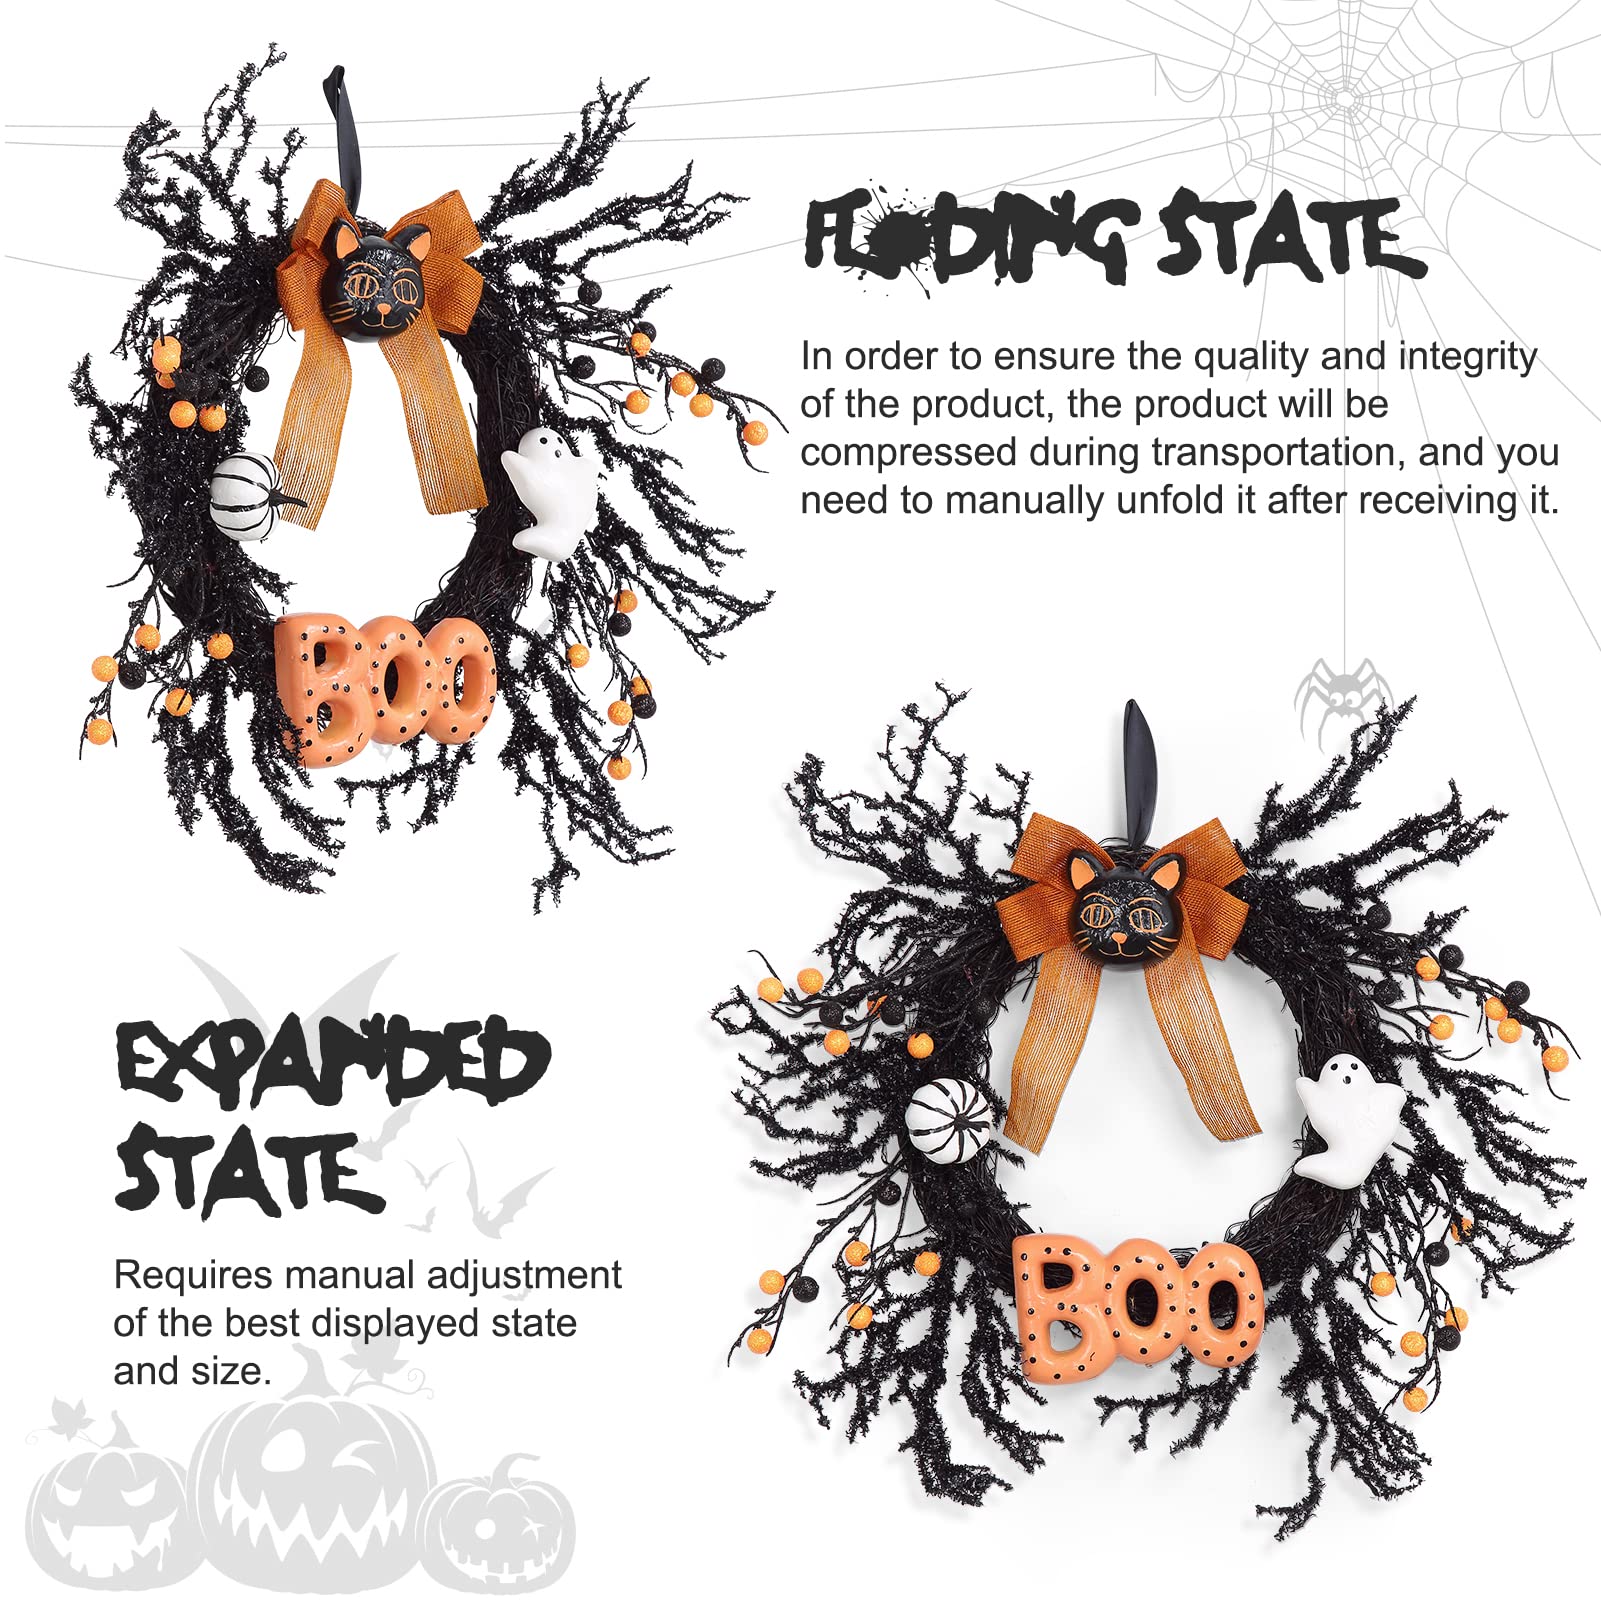 FLODING STATE
In order to ensure the quality and integrity
of the product, the product will be
compressed during transportation, and you
need to manually unfold it after receiving it.
BOO
EXPANDED
STATE
Requires manual adjustment
of the best displayed state
and size.
BOO